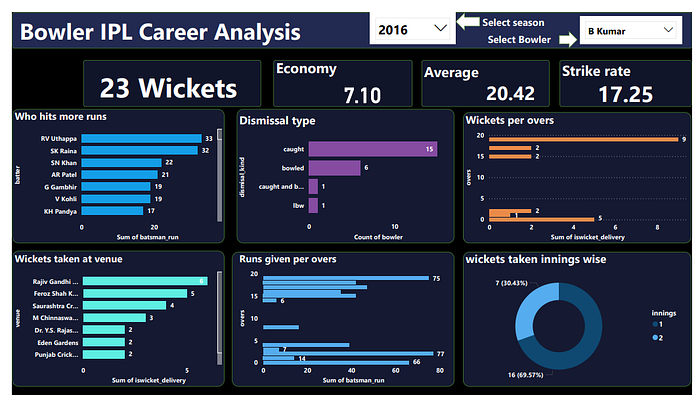 Bowler IPL Career Analysis
2016
Select season
Select Bowler
B Kumar
23 Wickets
Economy
7.10
Average
20.42
Strike rate
17.25
Who hits more runs
batter
RV Uthappa 33
SK Raina 32
SN Khan 22
AR Patel 21
G Gambhir 19
V Kohli 19
KH Pandya 17
0 20
Sum of batsman_run
Dismissal type
dismisal_kind
caught 15
bowled 6
caught and b... 1
lbw 1
0 10
Count of bowler
Wickets per overs
overs
20
15
10
5
0
9
2
2
2
1
5
0 2 4 6 8
Sum of iswicket_delivery
Wickets taken at venue
venue
Rajiv Gandhi ... 6
Feroz Shah K... 5
Saurashtra Cr... 4
M Chinnaswa... 3
Dr. Y.S. Rajas... 2
Eden Gardens 2
Punjab Crick... 2
0 5
Sum of iswicket_delivery
Runs given per overs
overs
20
15
10
5
0
75
6
7
77
14
66
0 20 40 60 80
Sum of batsman_run
wickets taken innings wise
7 (30.43%)
16 (69.57%)
innings
1
2